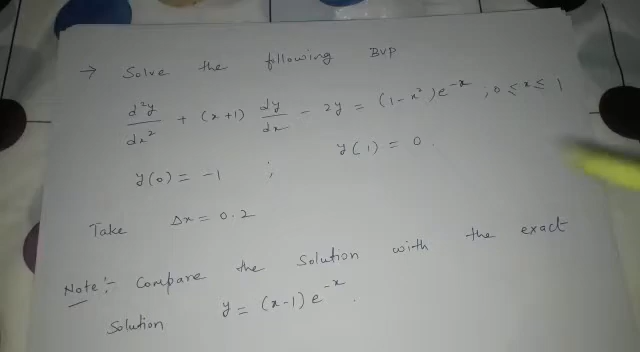 → Solve the following BVP
d²y/dx² + (x+1) dy/dx - 2y = (1-x²)e^-x ; 0 ≤ x ≤ 1
y(0) = -1 ; y(1) = 0.
Take Δx = 0.2
Note:- Compare the solution with the exact
solution y = (x-1) e^-x.